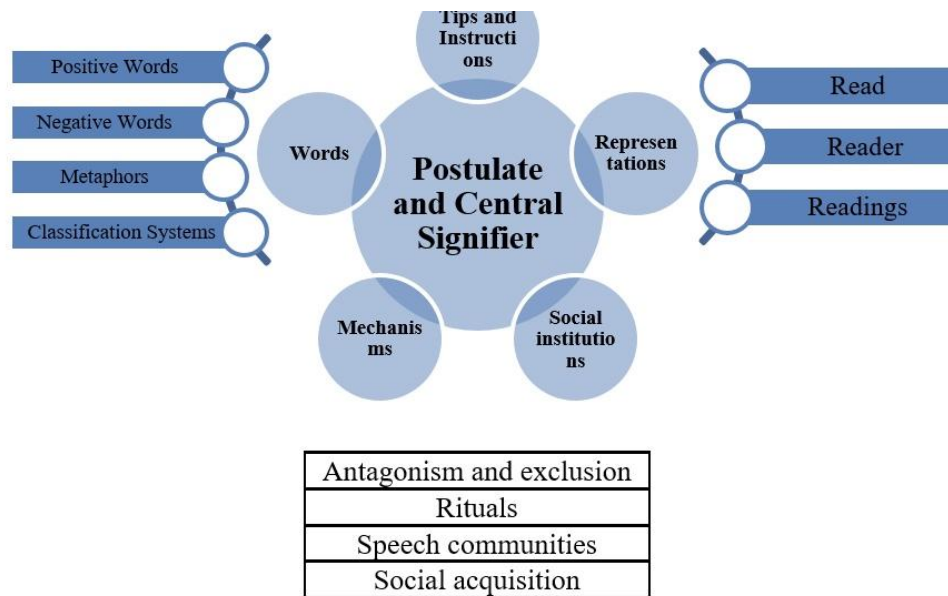 Tips and
Instructi
ons
Positive Words
Negative Words
Metaphors
Classification Systems
Words
Postulate
and Central
Signifier
Represen
tations
Read
Reader
Readings
Mechanis
ms
Social
institutio
ns
Antagonism and exclusion
Rituals
Speech communities
Social acquisition